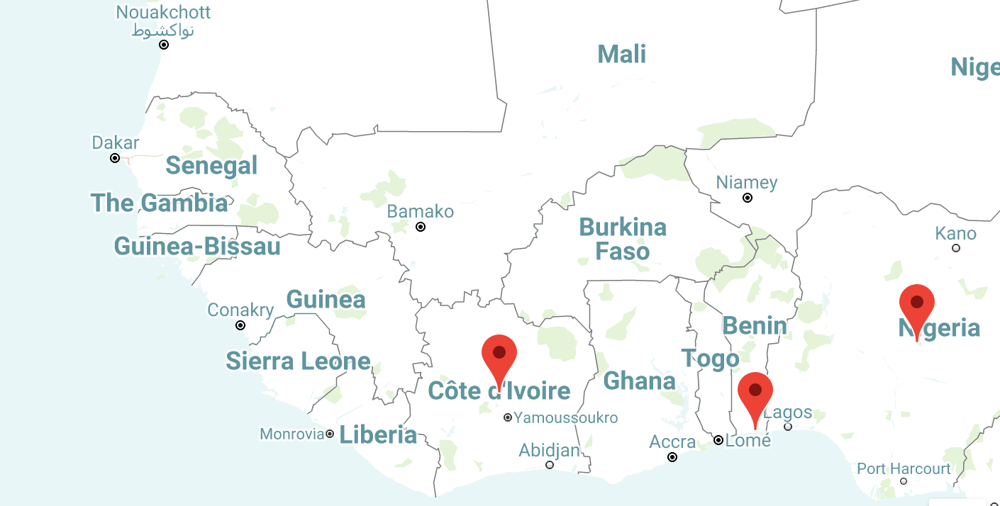 Nouakchott
نواكشوط
Mali
Nige
Dakar
Senegal
Niamey
The Gambia
Bamako
Burkina
Faso
Kano
Guinea-Bissau
Guinea
Conakry
Benin
Nigeria
Togo
Sierra Leone
Ghana
Côte d'Ivoire
Lagos
Yamoussoukro
Monrovia
Liberia
Lomé
Accra
Abidjan
Port Harcourt